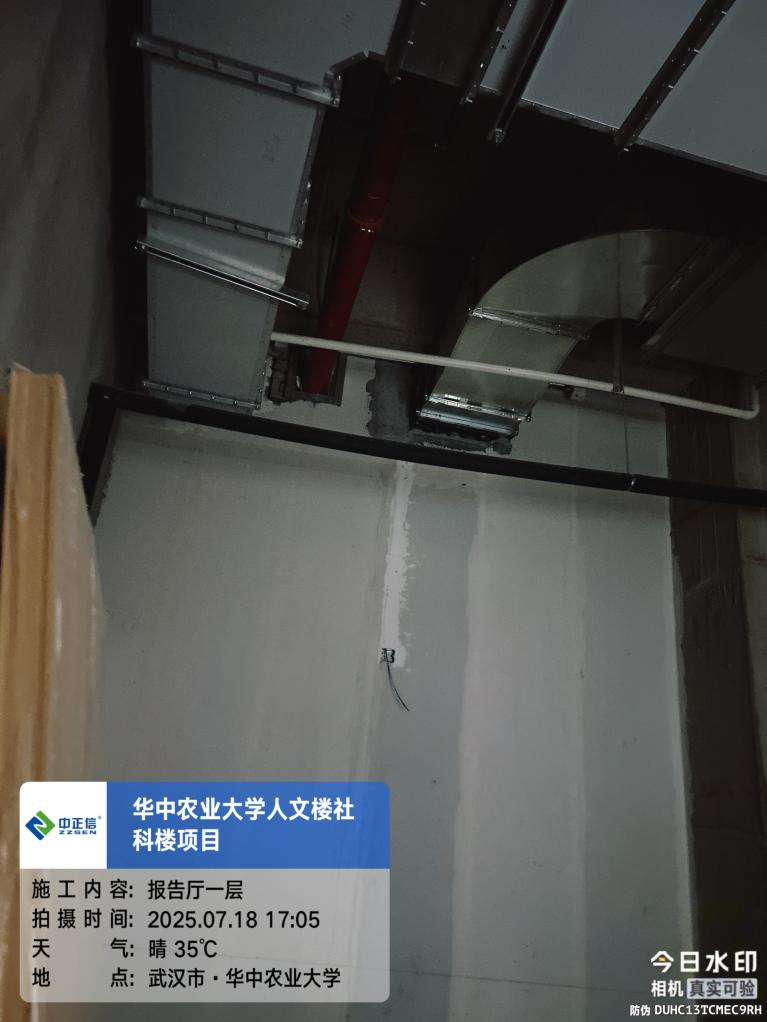 中正信®
ZZSEN
华中农业大学人文楼社
科楼项目
施工内容: 报告厅一层
拍摄时间: 2025.07.18 17:05
天气: 晴 35℃
地点: 武汉市·华中农业大学
今日水印
相机 真实可验
防伪 DUHC13TCMEC9RH